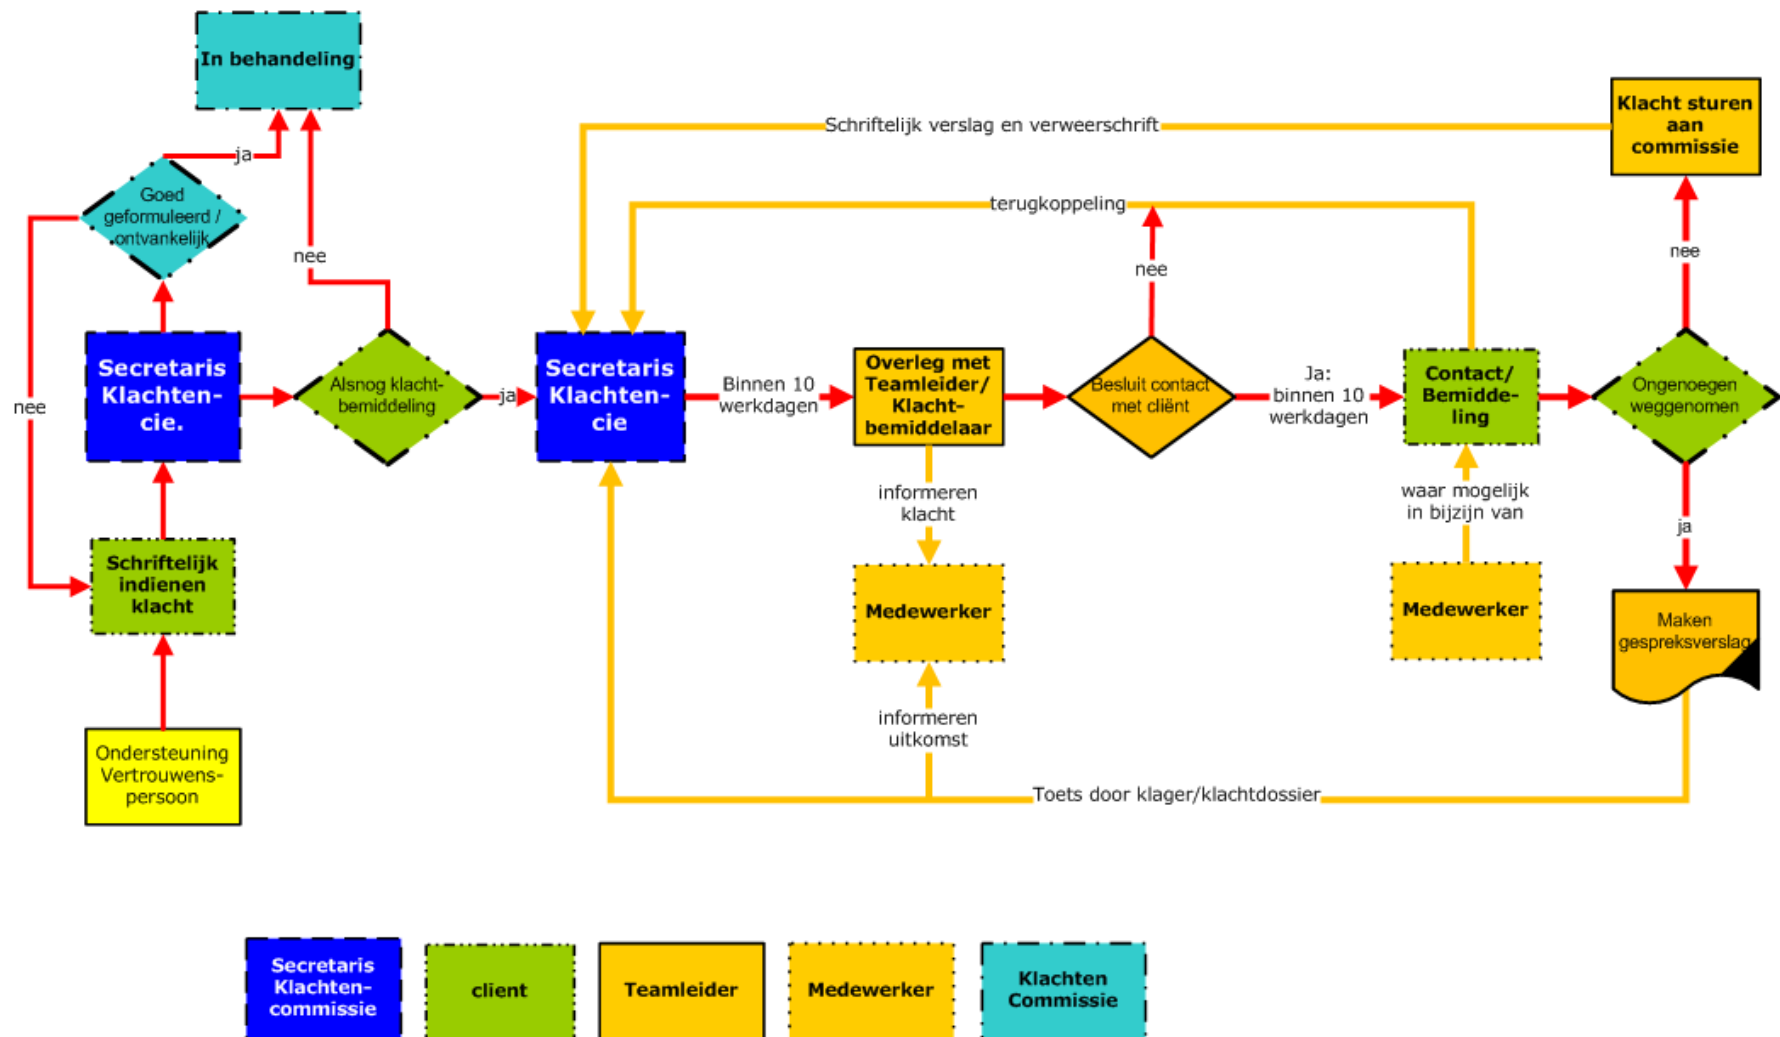 In behandeling
Klacht sturen
aan
commissie
Schriftelijk verslag en verweerschrift
ja
Goed
geformuleerd /
ontvankelijk
terugkoppeling
nee
nee
nee
Secretaris
Klachten-
cie.
Alsnog klacht-
bemiddeling
ja
Secretaris
Klachten-
cie
Binnen 10
werkdagen
Overleg met
Teamleider/
Klacht-
bemiddelaar
Besluit contact
met cliënt
Ja:
binnen 10
werkdagen
Contact/
Bemidde-
ling
Ongenoegen
weggenomen
nee
informeren
klacht
waar mogelijk
in bijzijn van
ja
Schriftelijk
indienen
klacht
Medewerker
Medewerker
Maken
gespreksverslag
informeren
uitkomst
Ondersteuning
Vertrouwens-
persoon
Toets door klager/klachtdossier
Secretaris
Klachten-
commissie
client
Teamleider
Medewerker
Klachten
Commissie